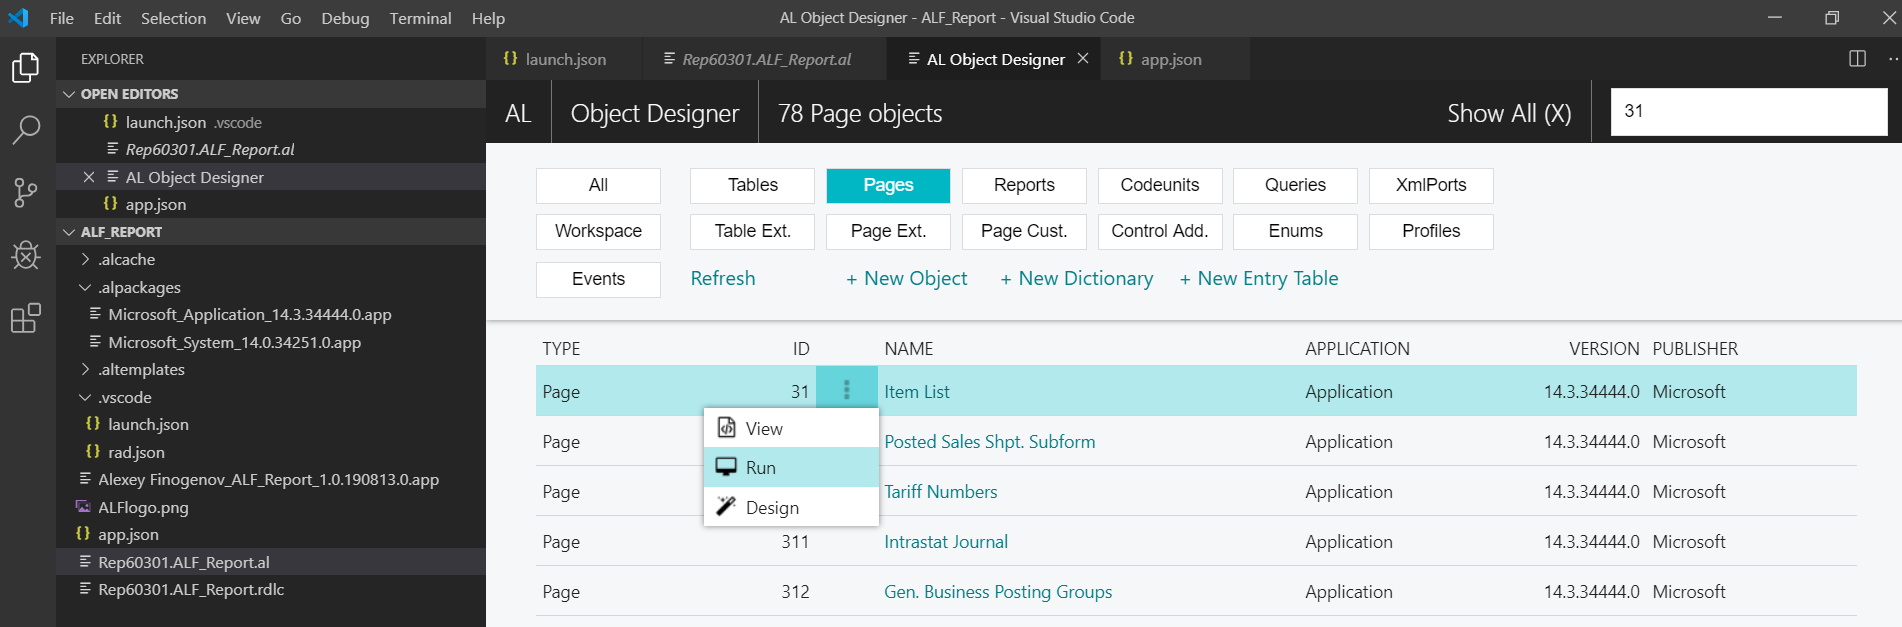 File Edit Selection View Go Debug Terminal Help
AL Object Designer - ALF_Report - Visual Studio Code
EXPLORER
OPEN EDITORS
launch.json .vscode
Rep60301.ALF_Report.al
AL Object Designer
app.json
ALF_REPORT
.alcache
.alpackages
Microsoft_Application_14.3.34444.0.app
Microsoft_System_14.0.34251.0.app
.altemplates
.vscode
launch.json
rad.json
Alexey Finogenov_ALF_Report_1.0.190813.0.app
ALFlogo.png
app.json
Rep60301.ALF_Report.al
Rep60301.ALF_Report.rdlc
launch.json Rep60301.ALF_Report.al AL Object Designer app.json
AL Object Designer 78 Page objects Show All (X) 31
All Tables Pages Reports Codeunits Queries XmlPorts
Workspace Table Ext. Page Ext. Page Cust. Control Add. Enums Profiles
Events Refresh + New Object + New Dictionary + New Entry Table
TYPE ID NAME APPLICATION VERSION PUBLISHER
Page 31 Item List Application 14.3.34444.0 Microsoft
View
Page Posted Sales Shpt. Subform Application 14.3.34444.0 Microsoft
Run
Page Tariff Numbers Application 14.3.34444.0 Microsoft
Design
Page 311 Intrastat Journal Application 14.3.34444.0 Microsoft
Page 312 Gen. Business Posting Groups Application 14.3.34444.0 Microsoft